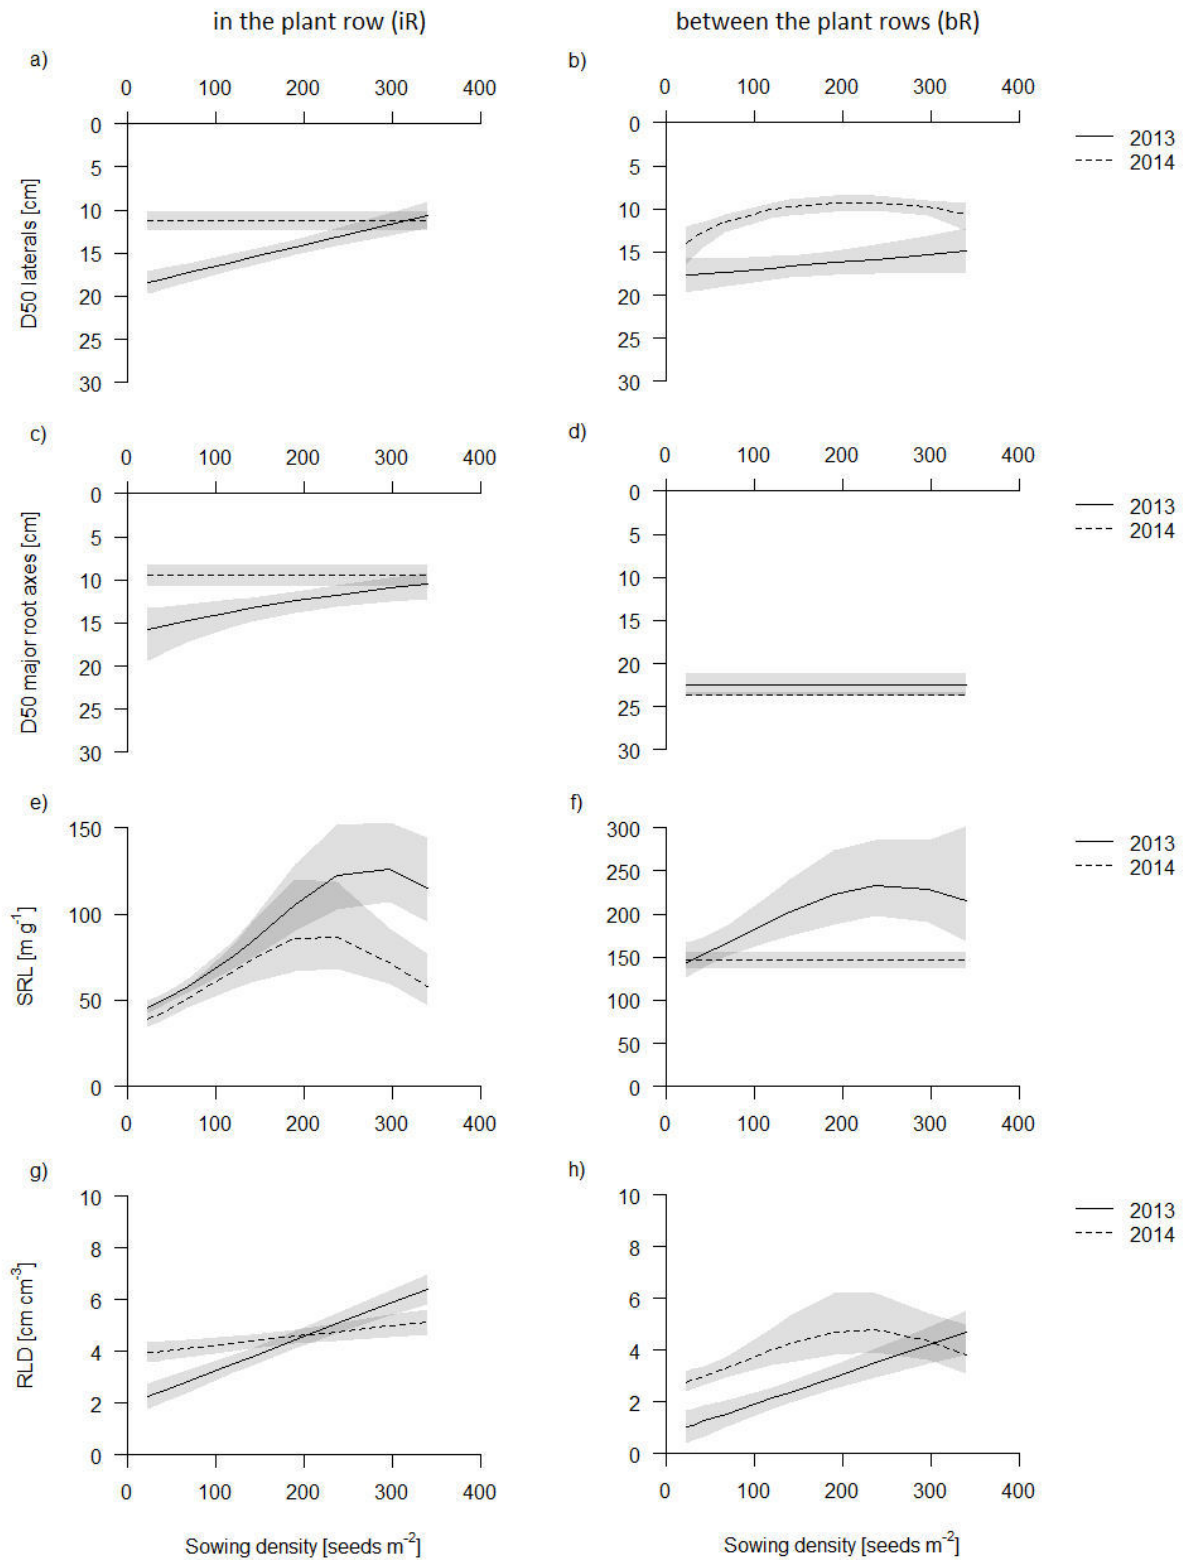 in the plant row (iR) between the plant rows (bR)
a) b)
0 100 200 300 400 0 100 200 300 400
0 0
5 5
10 10
15 15
20 20
25 25
30 30
D50 laterals [cm]
2013
2014
c) d)
0 100 200 300 400 0 100 200 300 400
0 0
5 5
10 10
15 15
20 20
25 25
30 30
D50 major root axes [cm]
2013
2014
e) f)
150 300
250
100 200
150
50 100
50
0 0
SRL [m g⁻¹]
0 100 200 300 400 0 100 200 300 400
2013
2014
g) h)
10 10
8 8
6 6
4 4
2 2
0 0
RLD [cm cm⁻³]
0 100 200 300 400 0 100 200 300 400
2013
2014
Sowing density [seeds m⁻²] Sowing density [seeds m⁻²]